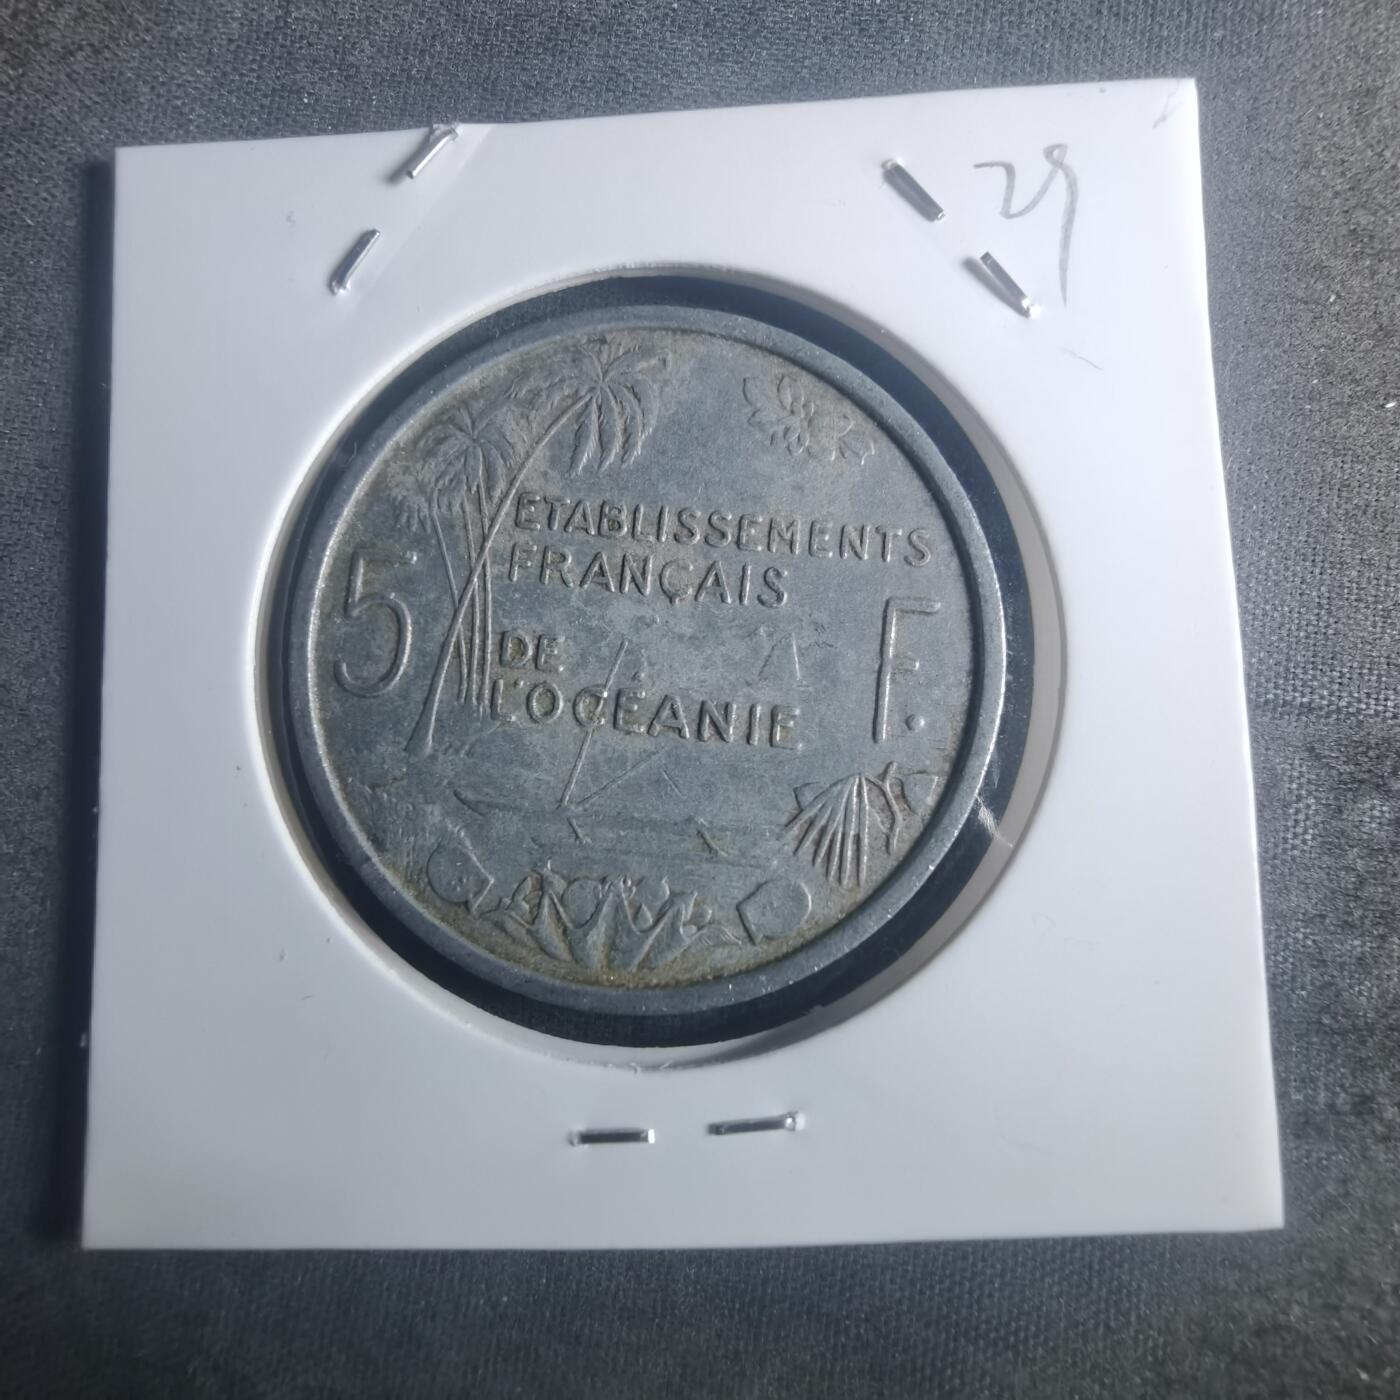 29
ETABLISSEMENTS
FRANÇAIS
5 F.
DE
L'OCÉANIE